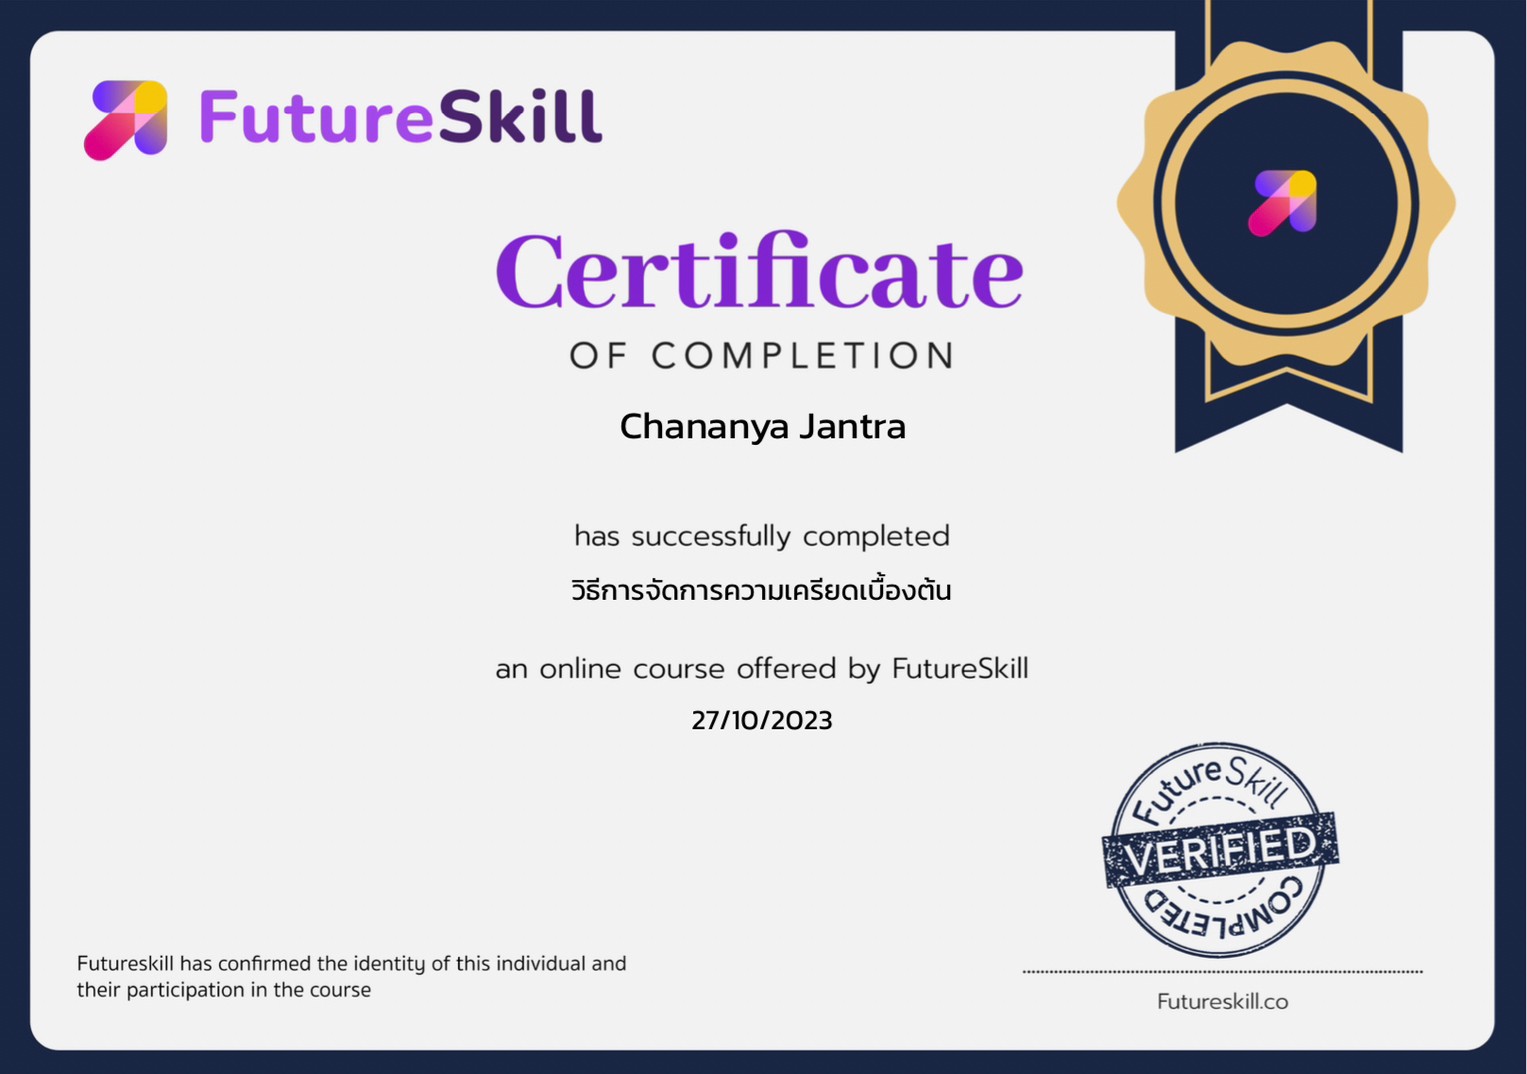 FutureSkill
Certificate
OF COMPLETION
Chananya Jantra
has successfully completed
วิธีการจัดการความเครียดเบื้องต้น
an online course offered by FutureSkill
27/10/2023
FutureSkill
VERIFIED
COMPLETED
Futureskill has confirmed the identity of this individual and
their participation in the course
Futureskill.co